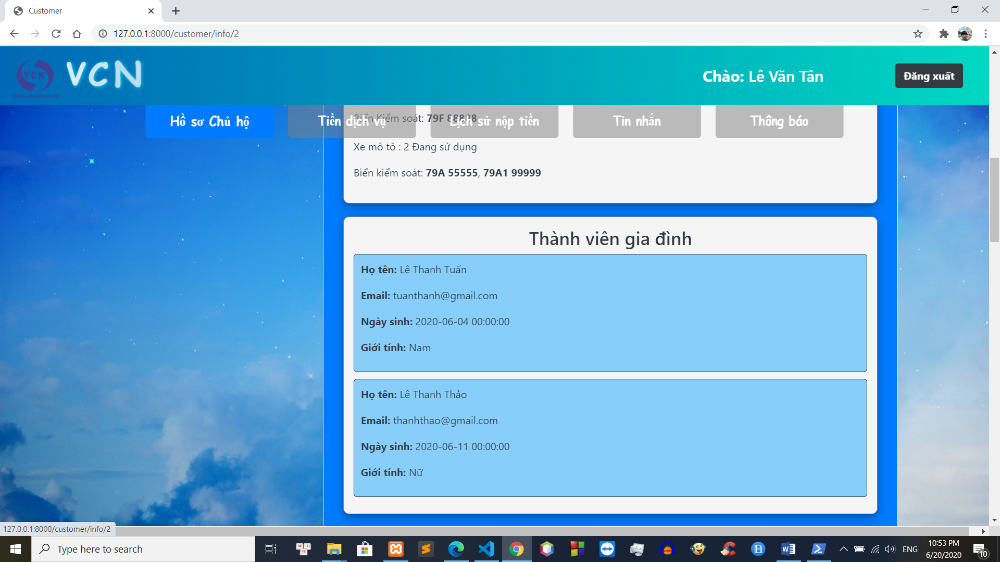 Customer
127.0.0.1:8000/customer/info/2
VCN
VCN
Chào: Lê Văn Tân
Đăng xuất
Hồ sơ Chủ hộ
Tiền dịch vụ
Lịch sử nộp tiền
Tin nhắn
Thông báo
Biển Kiểm soát: 79F 88888
Xe mô tô : 2 Đang sử dụng
Biển kiểm soát: 79A 55555, 79A1 99999
Thành viên gia đình
Họ tên: Lê Thanh Tuấn
Email: tuanthanh@gmail.com
Ngày sinh: 2020-06-04 00:00:00
Giới tính: Nam
Họ tên: Lê Thanh Thảo
Email: thanhthao@gmail.com
Ngày sinh: 2020-06-11 00:00:00
Giới tính: Nữ
127.0.0.1:8000/customer/info/2
Type here to search
ENG
10:53 PM
6/20/2020
10